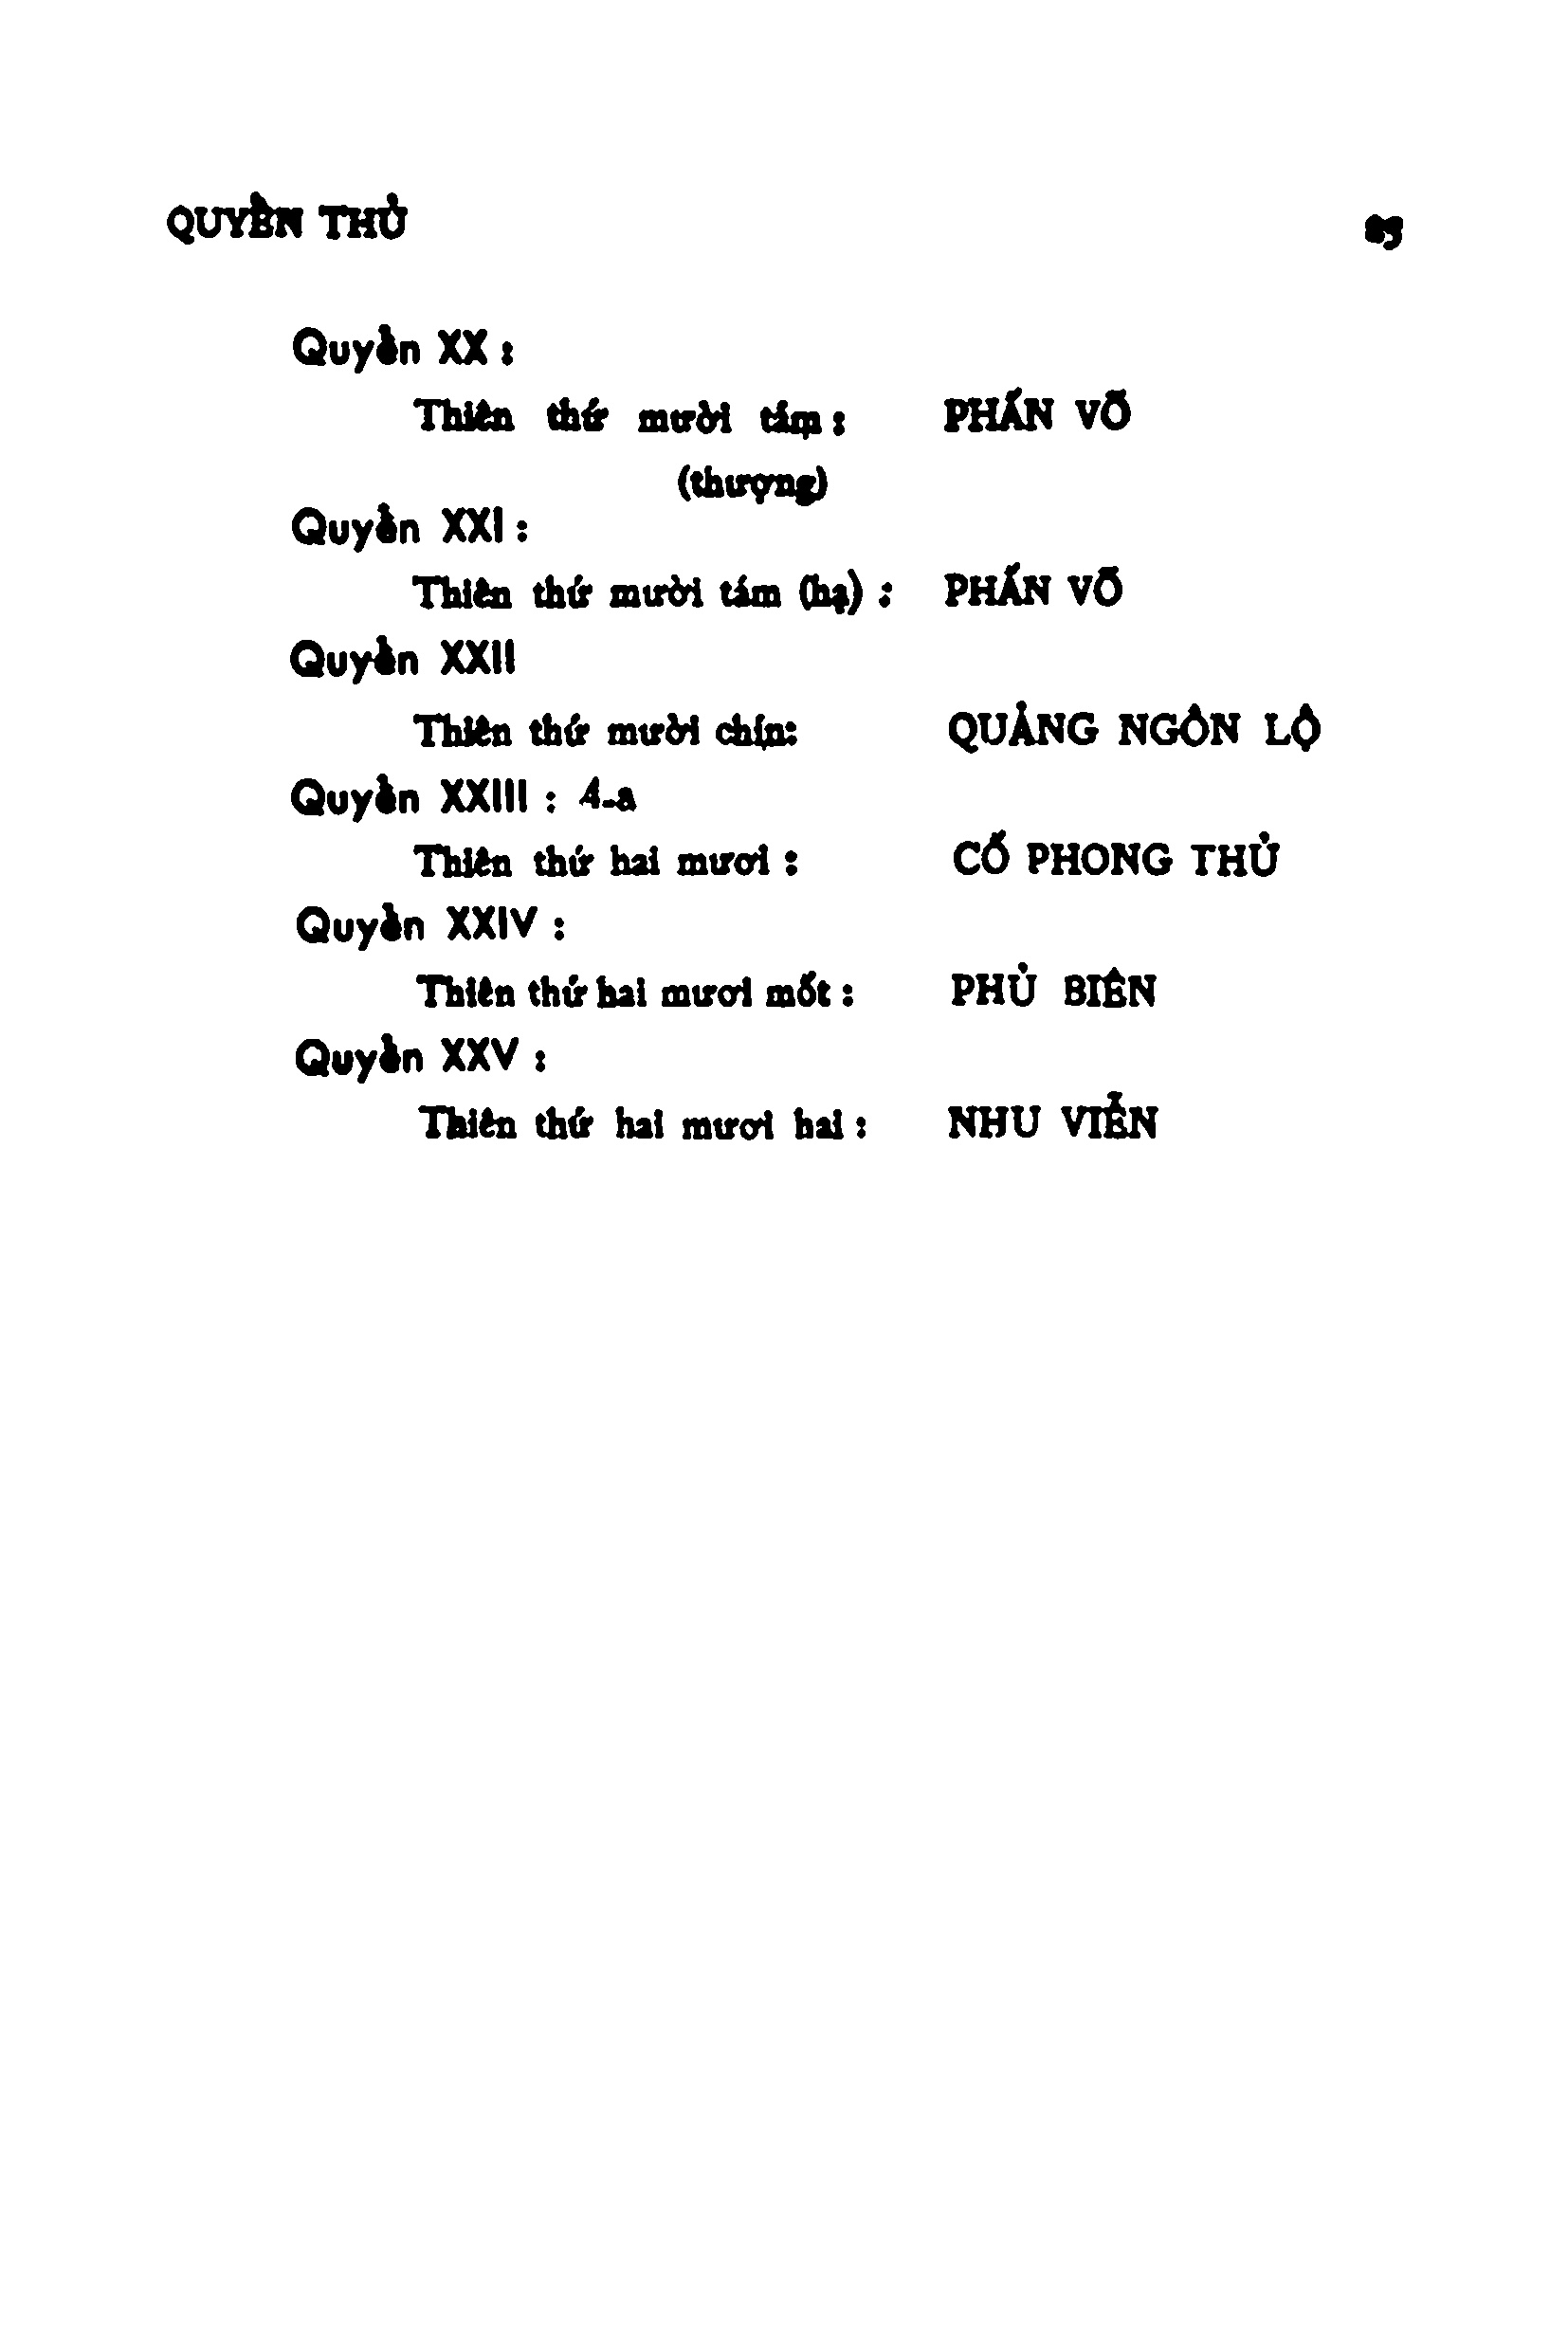 QUYỂN THỦ 85
Quyển XX :
Thiên thứ mười tám : PHẤN VÕ
(thượng)
Quyển XXI :
Thiên thứ mười tám (hạ) : PHẤN VÕ
Quyển XXII
Thiên thứ mười chín: QUẢNG NGÔN LỘ
Quyển XXIII : 4-a
Thiên thứ hai mươi : CỐ PHONG THỦ
Quyển XXIV :
Thiên thứ hai mươi mốt : PHỦ BIÊN
Quyển XXV :
Thiên thứ hai mươi hai : NHU VIỄN